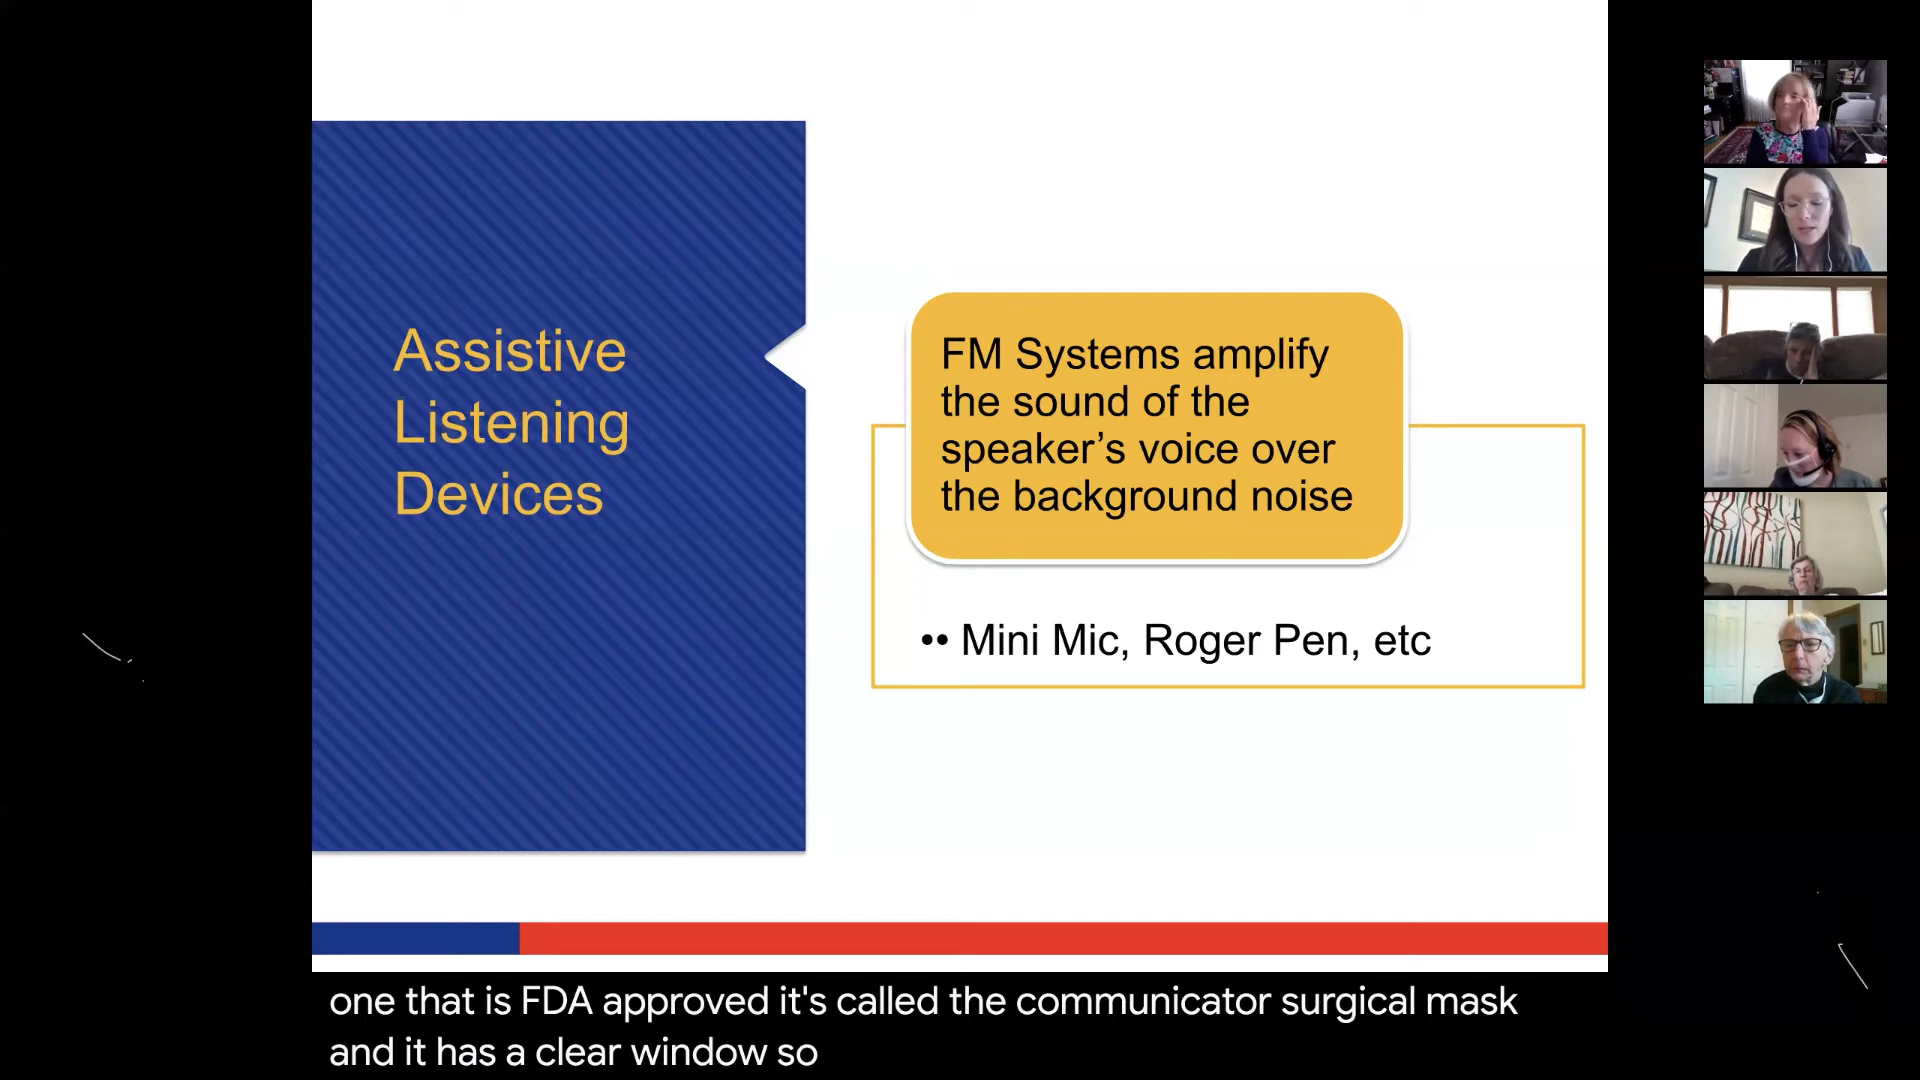 Assistive
Listening
Devices
FM Systems amplify
the sound of the
speaker’s voice over
the background noise
•• Mini Mic, Roger Pen, etc
one that is FDA approved it's called the communicator surgical mask
and it has a clear window so